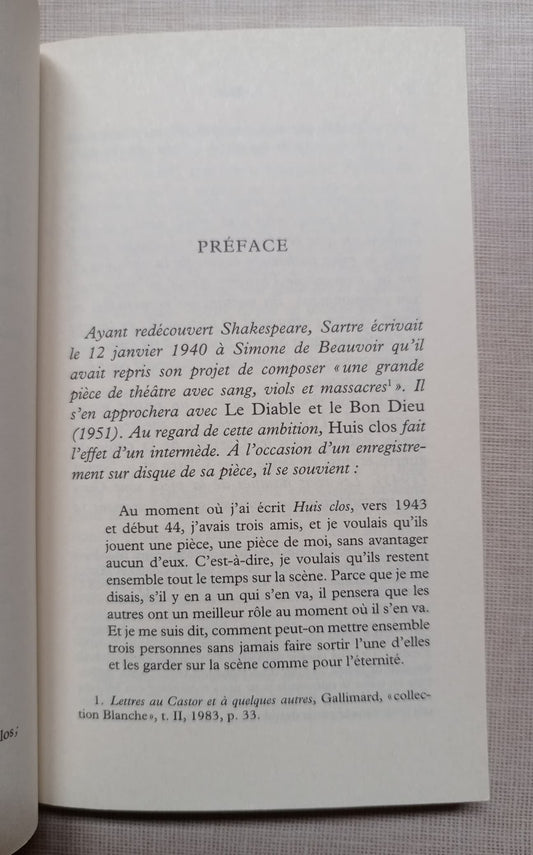 PRÉFACE
Ayant redécouvert Shakespeare, Sartre écrivait
le 12 janvier 1940 à Simone de Beauvoir qu'il
avait repris son projet de composer « une grande
pièce de théâtre avec sang, viols et massacres¹ ». Il
s'en approchera avec Le Diable et le Bon Dieu
(1951). Au regard de cette ambition, Huis clos fait
l'effet d'un intermède. À l'occasion d'un enregistre-
ment sur disque de sa pièce, il se souvient :
Au moment où j'ai écrit Huis clos, vers 1943
et début 44, j'avais trois amis, et je voulais qu'ils
jouent une pièce, une pièce de moi, sans avantager
aucun d'eux. C'est-à-dire, je voulais qu'ils restent
ensemble tout le temps sur la scène. Parce que je me
disais, s'il y en a un qui s'en va, il pensera que les
autres ont un meilleur rôle au moment où il s'en va.
Et je me suis dit, comment peut-on mettre ensemble
trois personnes sans jamais faire sortir l'une d'elles
et les garder sur la scène comme pour l'éternité.
1. Lettres au Castor et à quelques autres, Gallimard, « collec-
tion Blanche », t. II, 1983, p. 33.
los ;